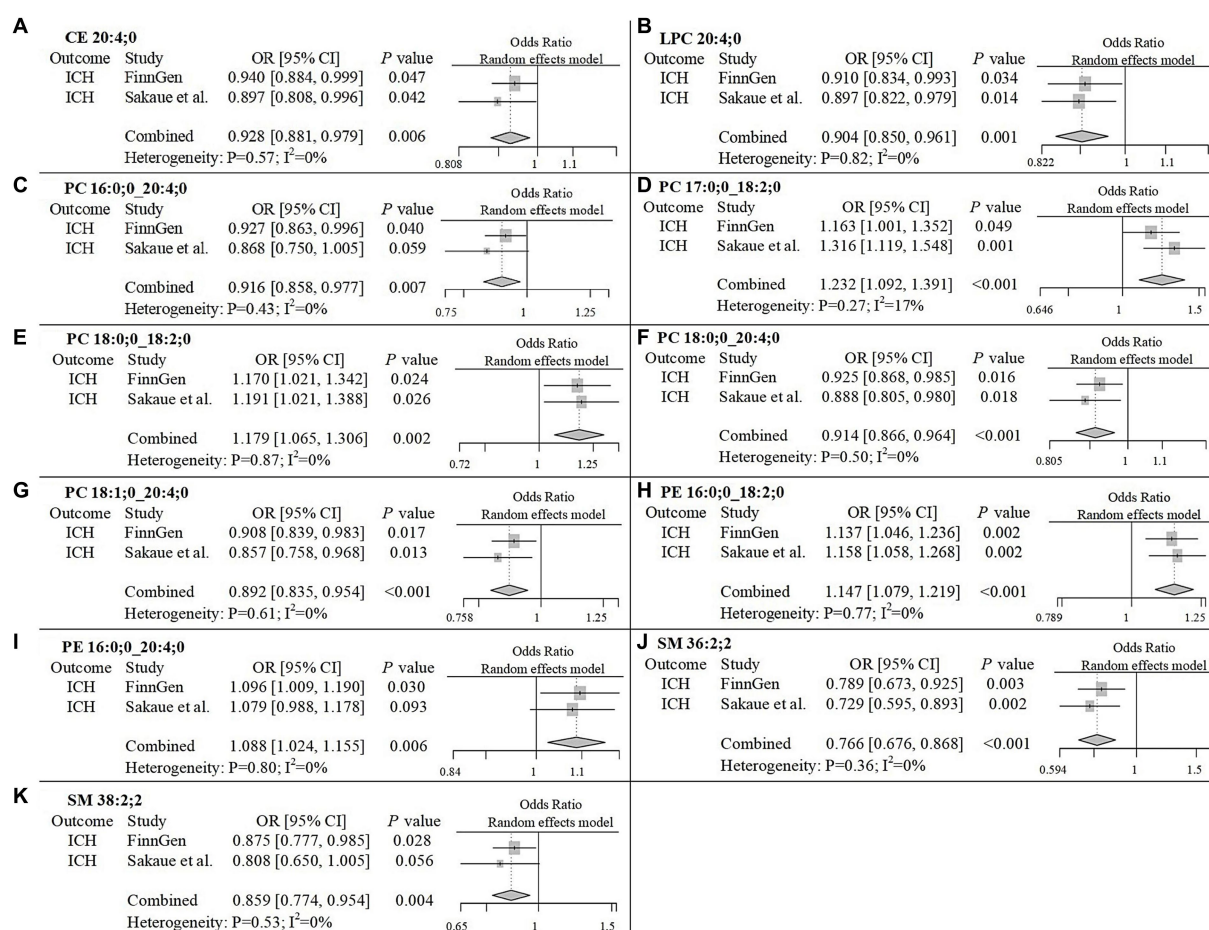 A
CE 20:4;0
Outcome Study OR [95% CI] P value Odds Ratio Random effects model
ICH FinnGen 0.940 [0.884, 0.999] 0.047
ICH Sakaue et al. 0.897 [0.808, 0.996] 0.042
Combined 0.928 [0.881, 0.979] 0.006
Heterogeneity: P=0.57; I²=0%
0.808 1 1.1
B
LPC 20:4;0
Outcome Study OR [95% CI] P value Odds Ratio Random effects model
ICH FinnGen 0.910 [0.834, 0.993] 0.034
ICH Sakaue et al. 0.897 [0.822, 0.979] 0.014
Combined 0.904 [0.850, 0.961] 0.001
Heterogeneity: P=0.82; I²=0%
0.822 1 1.1
C
PC 16:0;0_20:4;0
Outcome Study OR [95% CI] P value Odds Ratio Random effects model
ICH FinnGen 0.927 [0.863, 0.996] 0.040
ICH Sakaue et al. 0.868 [0.750, 1.005] 0.059
Combined 0.916 [0.858, 0.977] 0.007
Heterogeneity: P=0.43; I²=0%
0.75 1 1.25
D
PC 17:0;0_18:2;0
Outcome Study OR [95% CI] P value Odds Ratio Random effects model
ICH FinnGen 1.163 [1.001, 1.352] 0.049
ICH Sakaue et al. 1.316 [1.119, 1.548] 0.001
Combined 1.232 [1.092, 1.391] <0.001
Heterogeneity: P=0.27; I²=17%
0.646 1 1.5
E
PC 18:0;0_18:2;0
Outcome Study OR [95% CI] P value Odds Ratio Random effects model
ICH FinnGen 1.170 [1.021, 1.342] 0.024
ICH Sakaue et al. 1.191 [1.021, 1.388] 0.026
Combined 1.179 [1.065, 1.306] 0.002
Heterogeneity: P=0.87; I²=0%
0.72 1 1.25
F
PC 18:0;0_20:4;0
Outcome Study OR [95% CI] P value Odds Ratio Random effects model
ICH FinnGen 0.925 [0.868, 0.985] 0.016
ICH Sakaue et al. 0.888 [0.805, 0.980] 0.018
Combined 0.914 [0.866, 0.964] <0.001
Heterogeneity: P=0.50; I²=0%
0.805 1 1.1
G
PC 18:1;0_20:4;0
Outcome Study OR [95% CI] P value Odds Ratio Random effects model
ICH FinnGen 0.908 [0.839, 0.983] 0.017
ICH Sakaue et al. 0.857 [0.758, 0.968] 0.013
Combined 0.892 [0.835, 0.954] <0.001
Heterogeneity: P=0.61; I²=0%
0.758 1 1.25
H
PE 16:0;0_18:2;0
Outcome Study OR [95% CI] P value Odds Ratio Random effects model
ICH FinnGen 1.137 [1.046, 1.236] 0.002
ICH Sakaue et al. 1.158 [1.058, 1.268] 0.002
Combined 1.147 [1.079, 1.219] <0.001
Heterogeneity: P=0.77; I²=0%
0.789 1 1.25
I
PE 16:0;0_20:4;0
Outcome Study OR [95% CI] P value Odds Ratio Random effects model
ICH FinnGen 1.096 [1.009, 1.190] 0.030
ICH Sakaue et al. 1.079 [0.988, 1.178] 0.093
Combined 1.088 [1.024, 1.155] 0.006
Heterogeneity: P=0.80; I²=0%
0.84 1 1.1
J
SM 36:2;2
Outcome Study OR [95% CI] P value Odds Ratio Random effects model
ICH FinnGen 0.789 [0.673, 0.925] 0.003
ICH Sakaue et al. 0.729 [0.595, 0.893] 0.002
Combined 0.766 [0.676, 0.868] <0.001
Heterogeneity: P=0.36; I²=0%
0.594 1 1.5
K
SM 38:2;2
Outcome Study OR [95% CI] P value Odds Ratio Random effects model
ICH FinnGen 0.875 [0.777, 0.985] 0.028
ICH Sakaue et al. 0.808 [0.650, 1.005] 0.056
Combined 0.859 [0.774, 0.954] 0.004
Heterogeneity: P=0.53; I²=0%
0.65 1 1.5